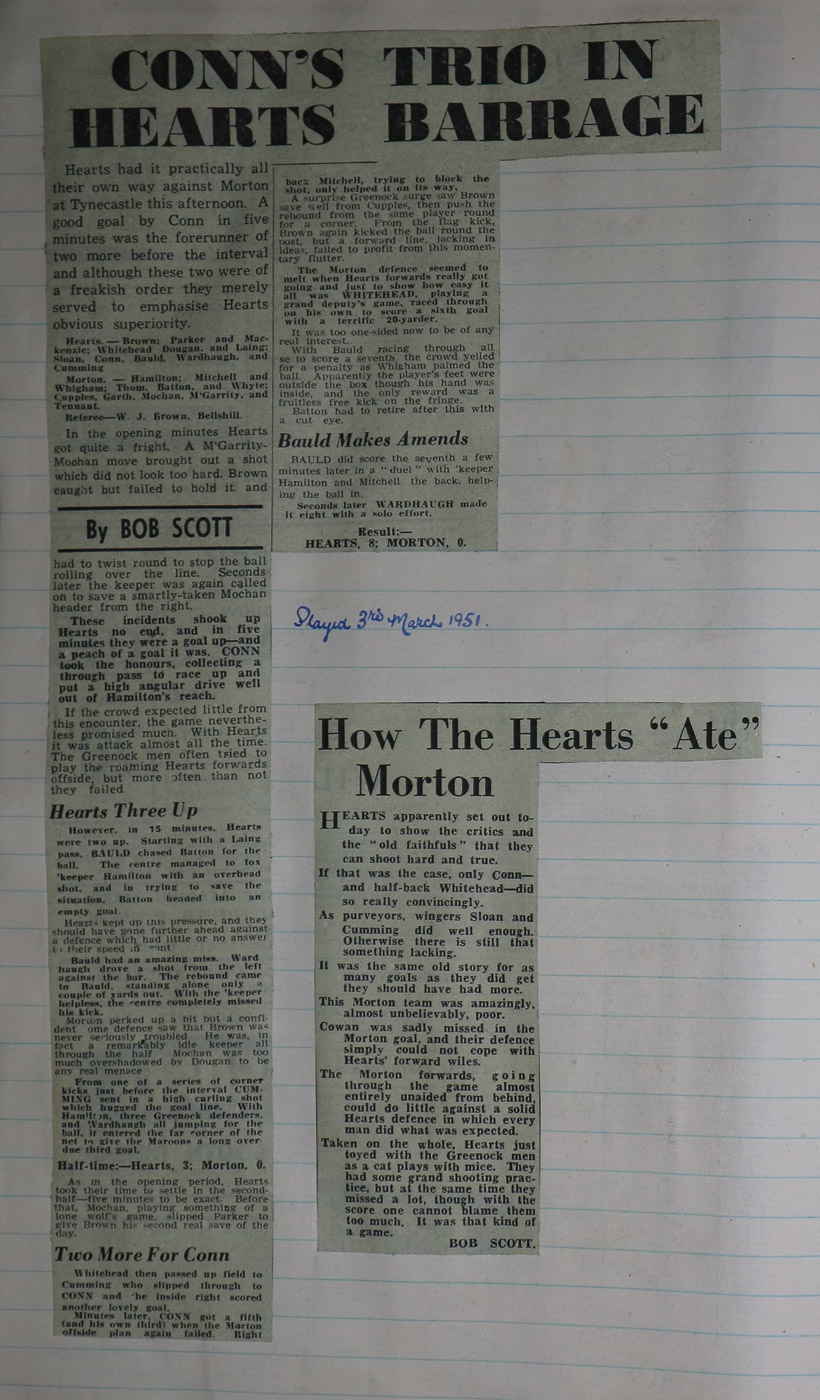 CONN'S TRIO IN
HEARTS BARRAGE
Hearts had it practically all
their own way against Morton
at Tynecastle this afternoon. A
good goal by Conn in five
minutes was the forerunner of
two more before the interval
and although these two were of
a freakish order they merely
served to emphasise Hearts
obvious superiority.
Hearts. — Brown; Parker and Mac-
kenzie; Whitehead Dougan, and Laing;
Sloan, Conn, Bauld, Wardhaugh, and
Cumming
Morton. — Hamilton; Mitchell and
Whigham; Thom, Batton, and Whyte;
Cupples, Garth, Mochan, M'Garrity, and
Tennant.
Referee—W. J. Brown, Bellshill.
In the opening minutes Hearts
got quite a fright. A M'Garrity-
Mochan move brought out a shot
which did not look too hard. Brown
caught but failed to hold it, and
By BOB SCOTT
had to twist round to stop the ball
rolling over the line. Seconds
later the keeper was again called
on to save a smartly-taken Mochan
header from the right.
These incidents shook up
Hearts no end, and in five
minutes they were a goal up—and
a peach of a goal it was. CONN
took the honours, collecting a
through pass to race up and
put a high angular drive well
out of Hamilton's reach.
If the crowd expected little from
this encounter, the game neverthe-
less promised much. With Hearts
it was attack almost all the time.
The Greenock men often tried to
play the roaming Hearts forwards
offside, but more often than not
they failed
Hearts Three Up
However, in 15 minutes, Hearts
were two up. Starting with a Laing
pass, BAULD chased Batton for the
ball. The centre managed to fox
'keeper Hamilton with an overhead
shot, and in trying to save the
situation, Batton headed into an
empty goal.
Hearts kept up this pressure, and they
should have gone further ahead against
a defence which had little or no answer
to their speed in front
Bauld had an amazing miss. Ward
haugh drove a shot from the left
against the bar. The rebound came
to Bauld, standing alone only a
couple of yards out. With the 'keeper
helpless, the centre completely missed
his kick.
Morton perked up a bit but a confi-
dent ome defence saw that Brown was
never seriously troubled He was, in
fact a remarkably idle keeper all
through the half Mochan was too
much overshadowed by Dougan to be
any real menace
From one of a series of corner
kicks just before the interval CUM-
MING sent in a high curling shot
which hugged the goal line. With
Hamilton, three Greenock defenders,
and Wardhaugh all jumping for the
ball, it entered the far corner of the
net to give the Maroons a long over-
due third goal.
Half-time:—Hearts, 3; Morton, 0.
As in the opening period, Hearts
took their time to settle in the second-
half—five minutes to be exact. Before
that, Mochan, playing something of a
lone wolf's game, slipped Parker to
give Brown his second real save of the
day.
Two More For Conn
Whitehead then passed up field to
Cumming who slipped through to
CONN and 'he inside right scored
another lovely goal.
Minutes later, CONN got a fifth
(and his own third) when the Morton
offside plan again failed. Right
back Mitchell, trying to block the
shot, only helped it on its way.
A surprise Greenock surge saw Brown
save well from Cupples, then push the
rebound from the same player round
for a corner. From the flag kick,
Brown again kicked the ball round the
post, but a forward line, lacking in
ideas, failed to profit from this momen-
tary flutter.
The Morton defence seemed to
melt when Hearts forwards really got
going and just to show how easy it
all was WHITEHEAD, playing a
grand deputy's game, raced through
on his own to score a sixth goal
with a terrific 20-yarder.
It was too one-sided now to be of any
real interest.
With Bauld racing through all
se to score a seventh the crowd yelled
for a penalty as Whigham palmed the
ball. Apparently the player's feet were
outside the box though his hand was
inside, and the only reward was a
fruitless free kick on the fringe.
Batton had to retire after this with
a cut eye.
Bauld Makes Amends
BAULD did score the seventh a few
minutes later in a "duel" with 'keeper
Hamilton and Mitchell the back, help-
ing the ball in.
Seconds later WARDHAUGH made
it eight with a solo effort.
Result:—
HEARTS, 8; MORTON, 0.
Played 3rd March 1951.
How The Hearts "Ate"
Morton
HEARTS apparently set out to-
day to show the critics and
the "old faithfuls" that they
can shoot hard and true.
If that was the case, only Conn—
and half-back Whitehead—did
so really convincingly.
As purveyors, wingers Sloan and
Cumming did well enough.
Otherwise there is still that
something lacking.
It was the same old story for as
many goals as they did get
they should have had more.
This Morton team was amazingly,
almost unbelievably, poor.
Cowan was sadly missed in the
Morton goal, and their defence
simply could not cope with
Hearts' forward wiles.
The Morton forwards, going
through the game almost
entirely unaided from behind,
could do little against a solid
Hearts defence in which every
man did what was expected.
Taken on the whole, Hearts just
toyed with the Greenock men
as a cat plays with mice. They
had some grand shooting prac-
tice, but at the same time they
missed a lot, though with the
score one cannot blame them
too much. It was that kind of
a game.
BOB SCOTT.